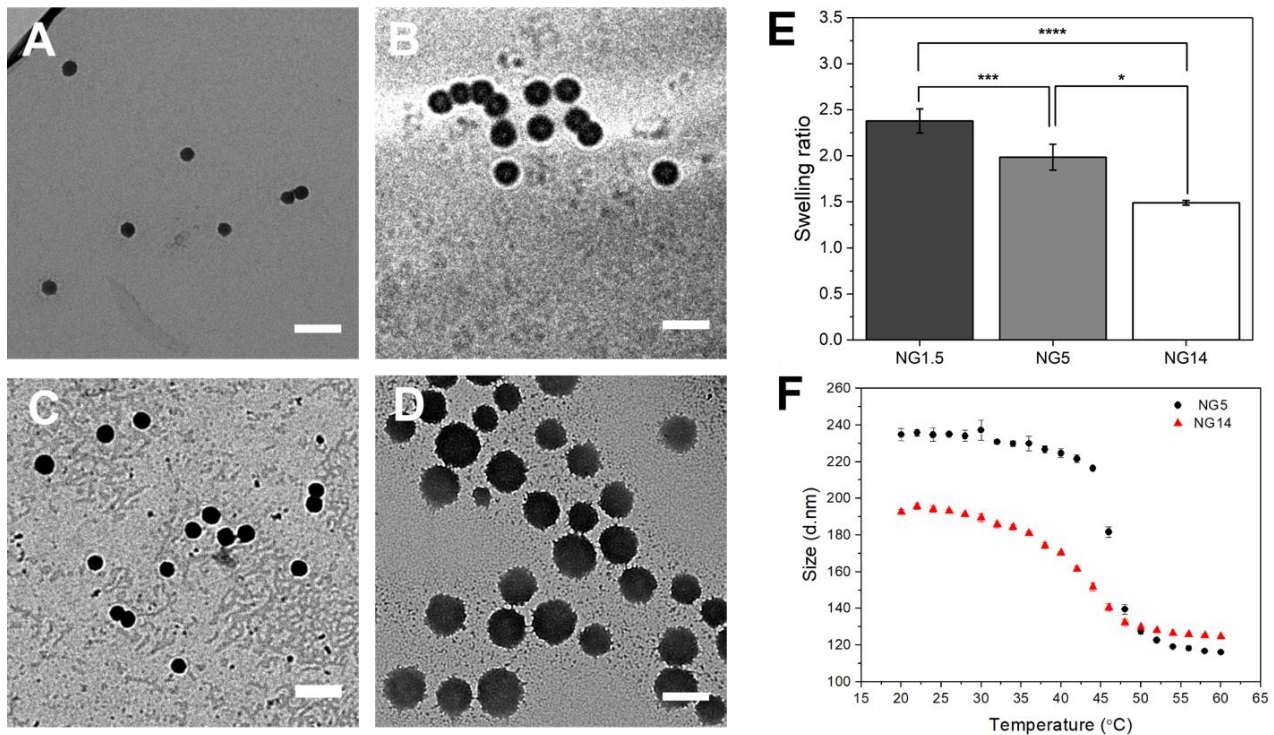 A
B
C
D
E
3.5
3.0
2.5
2.0
1.5
1.0
0.5
0.0
Swelling ratio
****
***
*
NG1.5
NG5
NG14
F
260
240
220
200
180
160
140
120
100
Size (d.nm)
NG5
NG14
15
20
25
30
35
40
45
50
55
60
65
Temperature (°C)